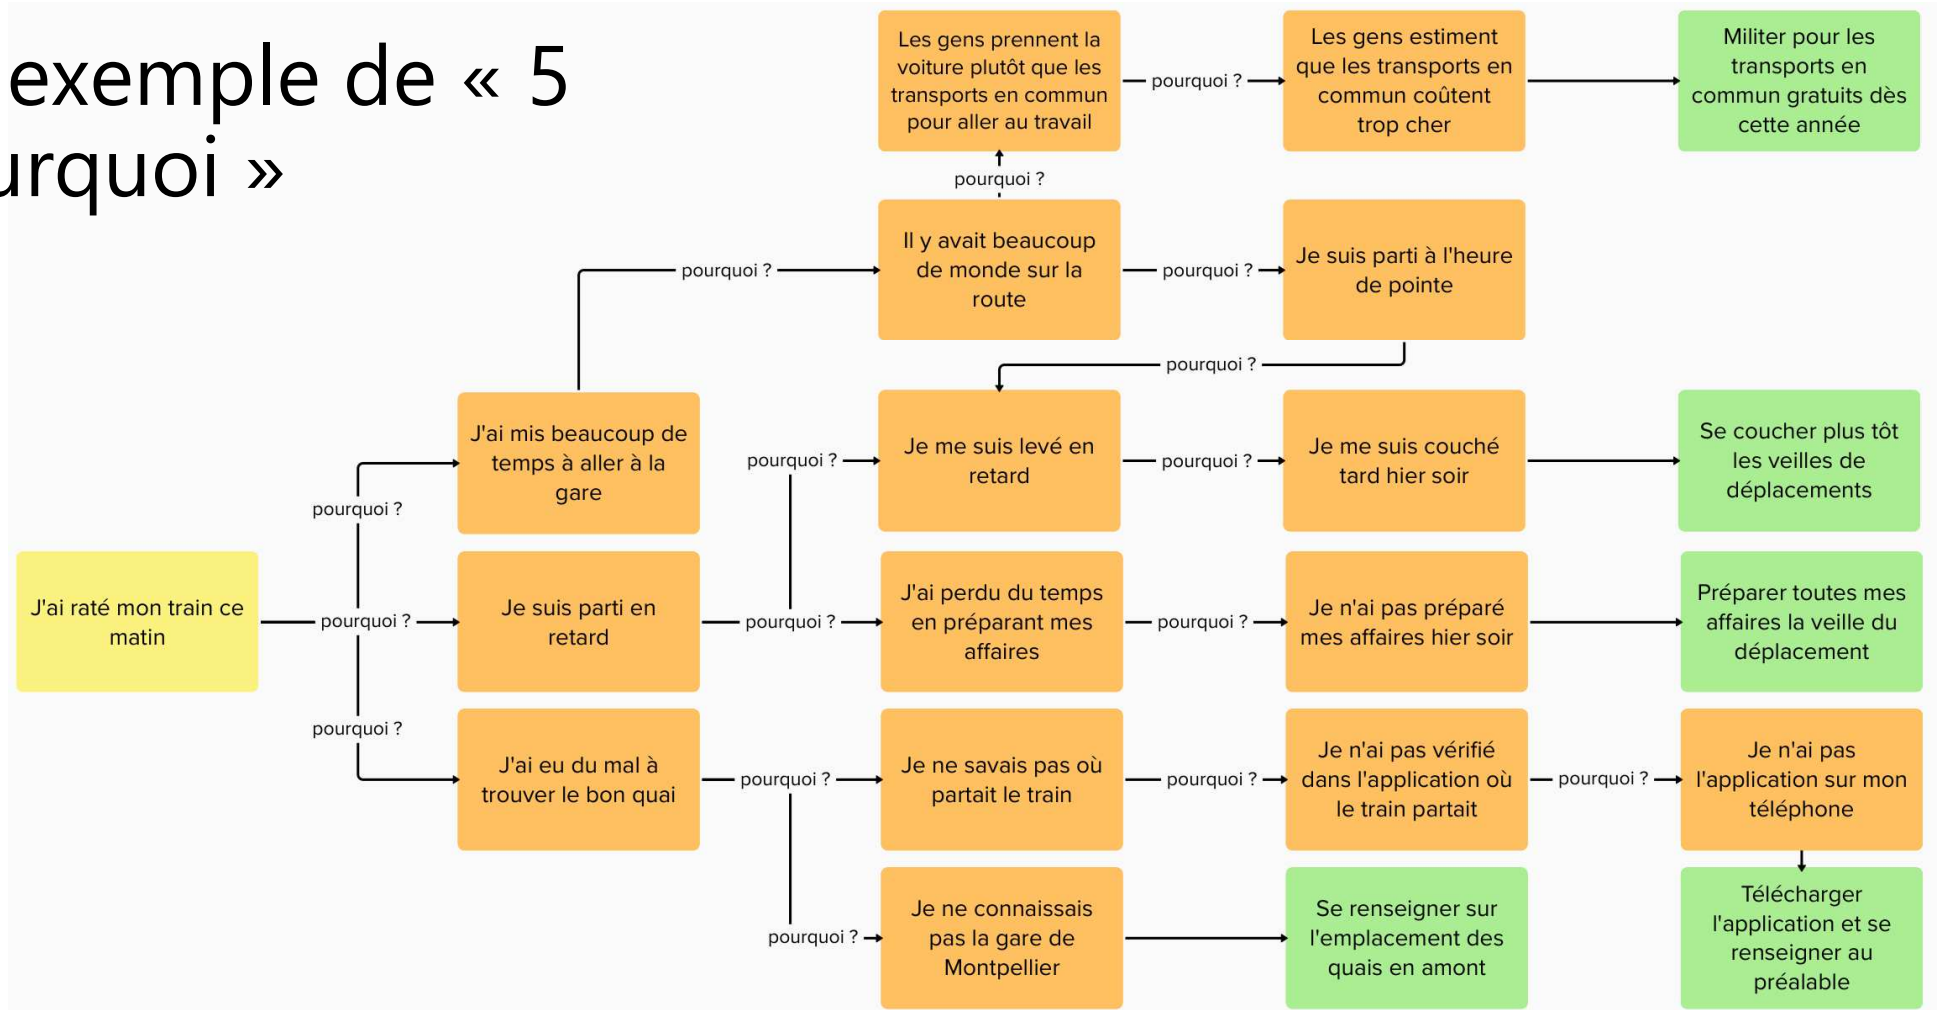 exemple de « 5
urquoi »
Les gens prennent la
voiture plutôt que les
transports en commun
pour aller au travail
pourquoi ?
Les gens estiment
que les transports en
commun coûtent
trop cher
Militer pour les
transports en
commun gratuits dès
cette année
pourquoi ?
pourquoi ?
Il y avait beaucoup
de monde sur la
route
pourquoi ?
Je suis parti à l'heure
de pointe
pourquoi ?
J'ai mis beaucoup de
temps à aller à la
gare
pourquoi ?
Je me suis levé en
retard
pourquoi ?
Je me suis couché
tard hier soir
Se coucher plus tôt
les veilles de
déplacements
pourquoi ?
J'ai raté mon train ce
matin
pourquoi ?
Je suis parti en
retard
pourquoi ?
J'ai perdu du temps
en préparant mes
affaires
pourquoi ?
Je n'ai pas préparé
mes affaires hier soir
Préparer toutes mes
affaires la veille du
déplacement
pourquoi ?
J'ai eu du mal à
trouver le bon quai
pourquoi ?
Je ne savais pas où
partait le train
pourquoi ?
Je n'ai pas vérifié
dans l'application où
le train partait
pourquoi ?
Je n'ai pas
l'application sur mon
téléphone
pourquoi ?
Je ne connaissais
pas la gare de
Montpellier
Se renseigner sur
l'emplacement des
quais en amont
Télécharger
l'application et se
renseigner au
préalable